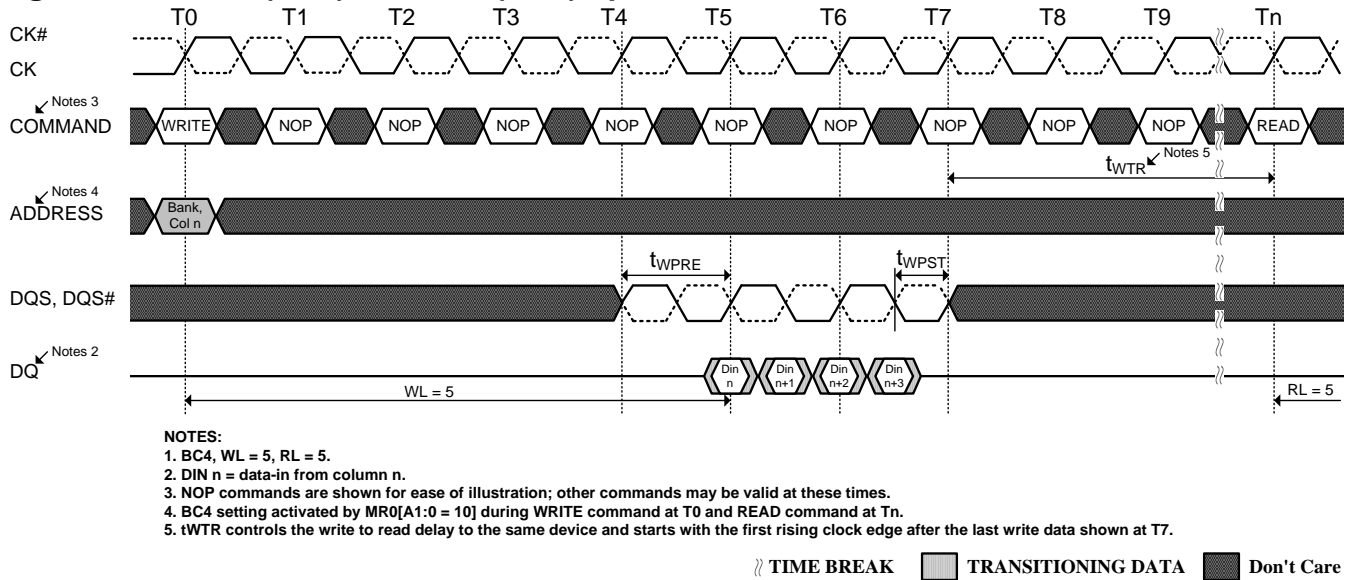 T0 T1 T2 T3 T4 T5 T6 T7 T8 T9 Tn
CK#
CK
Notes 3
COMMAND
WRITE NOP NOP NOP NOP NOP NOP NOP NOP NOP READ
tWTR Notes 5
Notes 4
ADDRESS
Bank,
Col n
tWPRE tWPST
DQS, DQS#
Notes 2
DQ
Din
n
Din
n+1
Din
n+2
Din
n+3
WL = 5 RL = 5
NOTES:
1. BC4, WL = 5, RL = 5.
2. DIN n = data-in from column n.
3. NOP commands are shown for ease of illustration; other commands may be valid at these times.
4. BC4 setting activated by MR0[A1:0 = 10] during WRITE command at T0 and READ command at Tn.
5. tWTR controls the write to read delay to the same device and starts with the first rising clock edge after the last write data shown at T7.
TIME BREAK TRANSITIONING DATA Don't Care